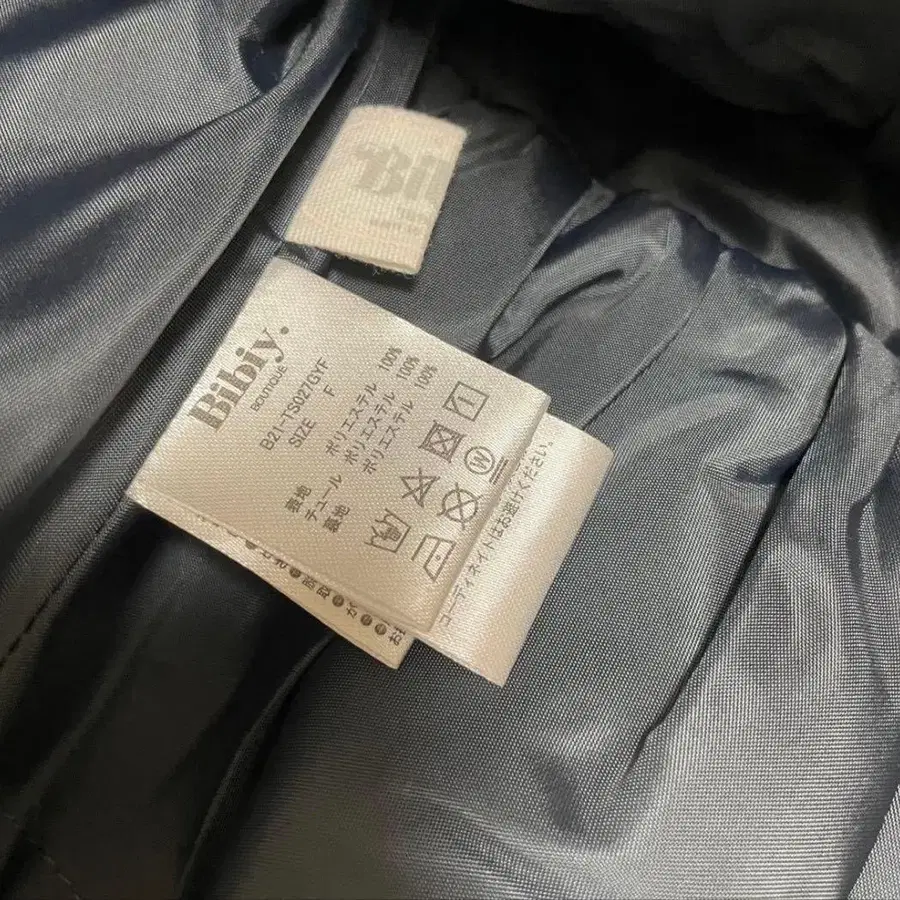 Bi
Bibiy.
BOUTIQUE
B21-TS027GYF
SIZE F
表地 ポリエステル 100%
チュール ポリエステル 100%
裏地 ポリエステル 100%
W
コーディネイトはお避けください。